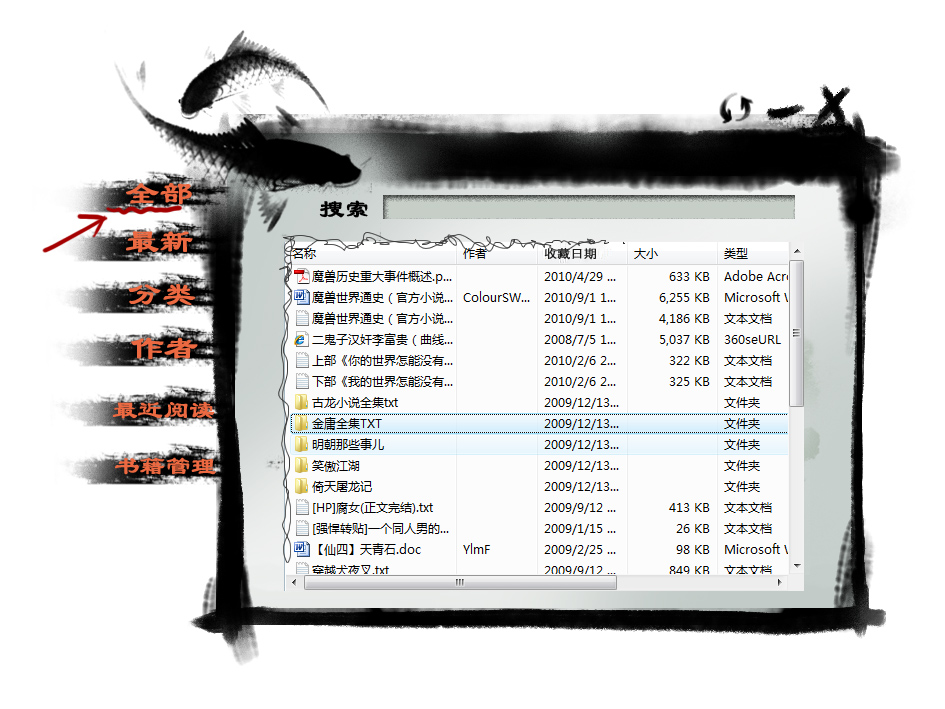 全部
最新
分类
作者
最近阅读
书籍管理
搜索
名称 作者 收藏日期 大小 类型
魔兽历史重大事件概述.p... 2010/4/29 ... 633 KB Adobe Acr
魔兽世界通史（官方小说... ColourSW... 2010/9/1 1... 6,255 KB Microsoft W
魔兽世界通史（官方小说... 2010/9/1 1... 4,186 KB 文本文档
二鬼子汉奸李富贵（曲线... 2008/7/5 1... 5,037 KB 360seURL
上部《你的世界怎能没有... 2010/2/6 2... 322 KB 文本文档
下部《我的世界怎能没有... 2010/2/6 2... 325 KB 文本文档
古龙小说全集txt 2009/12/13... 文件夹
金庸全集TXT 2009/12/13... 文件夹
明朝那些事儿 2009/12/13... 文件夹
笑傲江湖 2009/12/13... 文件夹
倚天屠龙记 2009/12/13... 文件夹
[HP]腐女(正文完结).txt 2009/9/12 ... 413 KB 文本文档
[强悍转贴]一个同人男的... 2009/1/15 ... 26 KB 文本文档
【仙四】天青石.doc YlmF 2009/2/25 ... 98 KB Microsoft W
穿越犬夜叉.txt 2009/9/12 ... 849 KB 文本文档